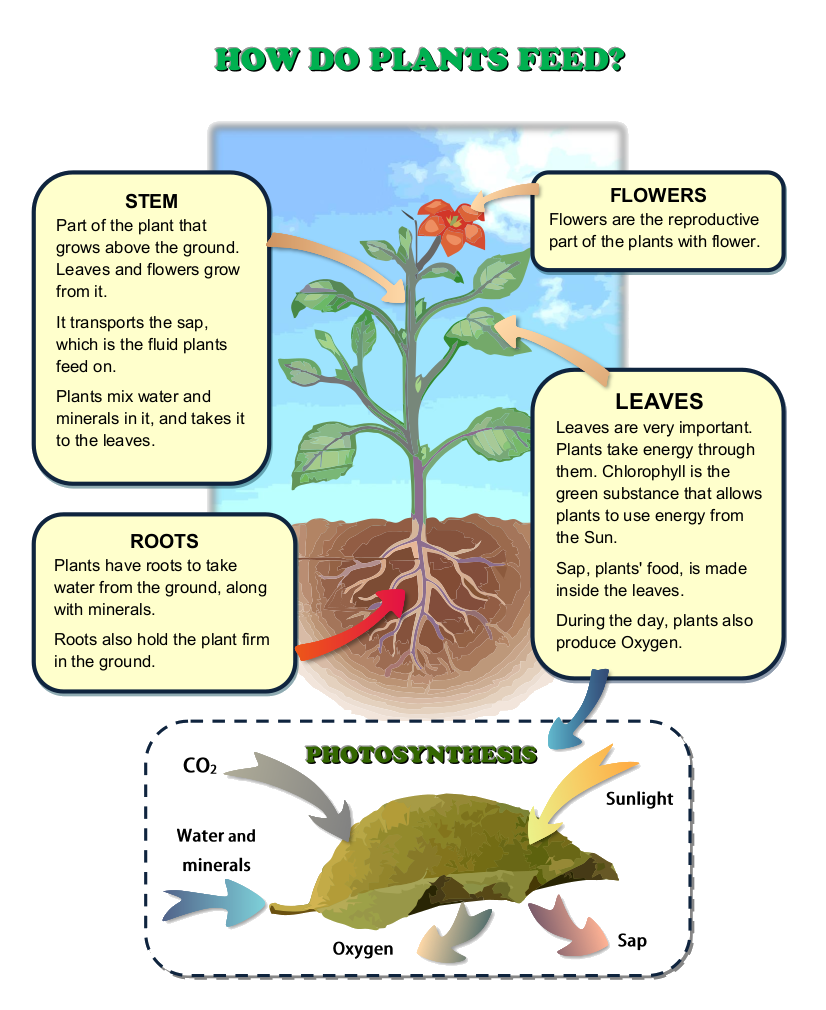 HOW DO PLANTS FEED?
STEM
Part of the plant that
grows above the ground.
Leaves and flowers grow
from it.
It transports the sap,
which is the fluid plants
feed on.
Plants mix water and
minerals in it, and takes it
to the leaves.
FLOWERS
Flowers are the reproductive
part of the plants with flower.
LEAVES
Leaves are very important.
Plants take energy through
them. Chlorophyll is the
green substance that allows
plants to use energy from
the Sun.
Sap, plants' food, is made
inside the leaves.
During the day, plants also
produce Oxygen.
ROOTS
Plants have roots to take
water from the ground, along
with minerals.
Roots also hold the plant firm
in the ground.
PHOTOSYNTHESIS
CO₂
Sunlight
Water and
minerals
Oxygen
Sap